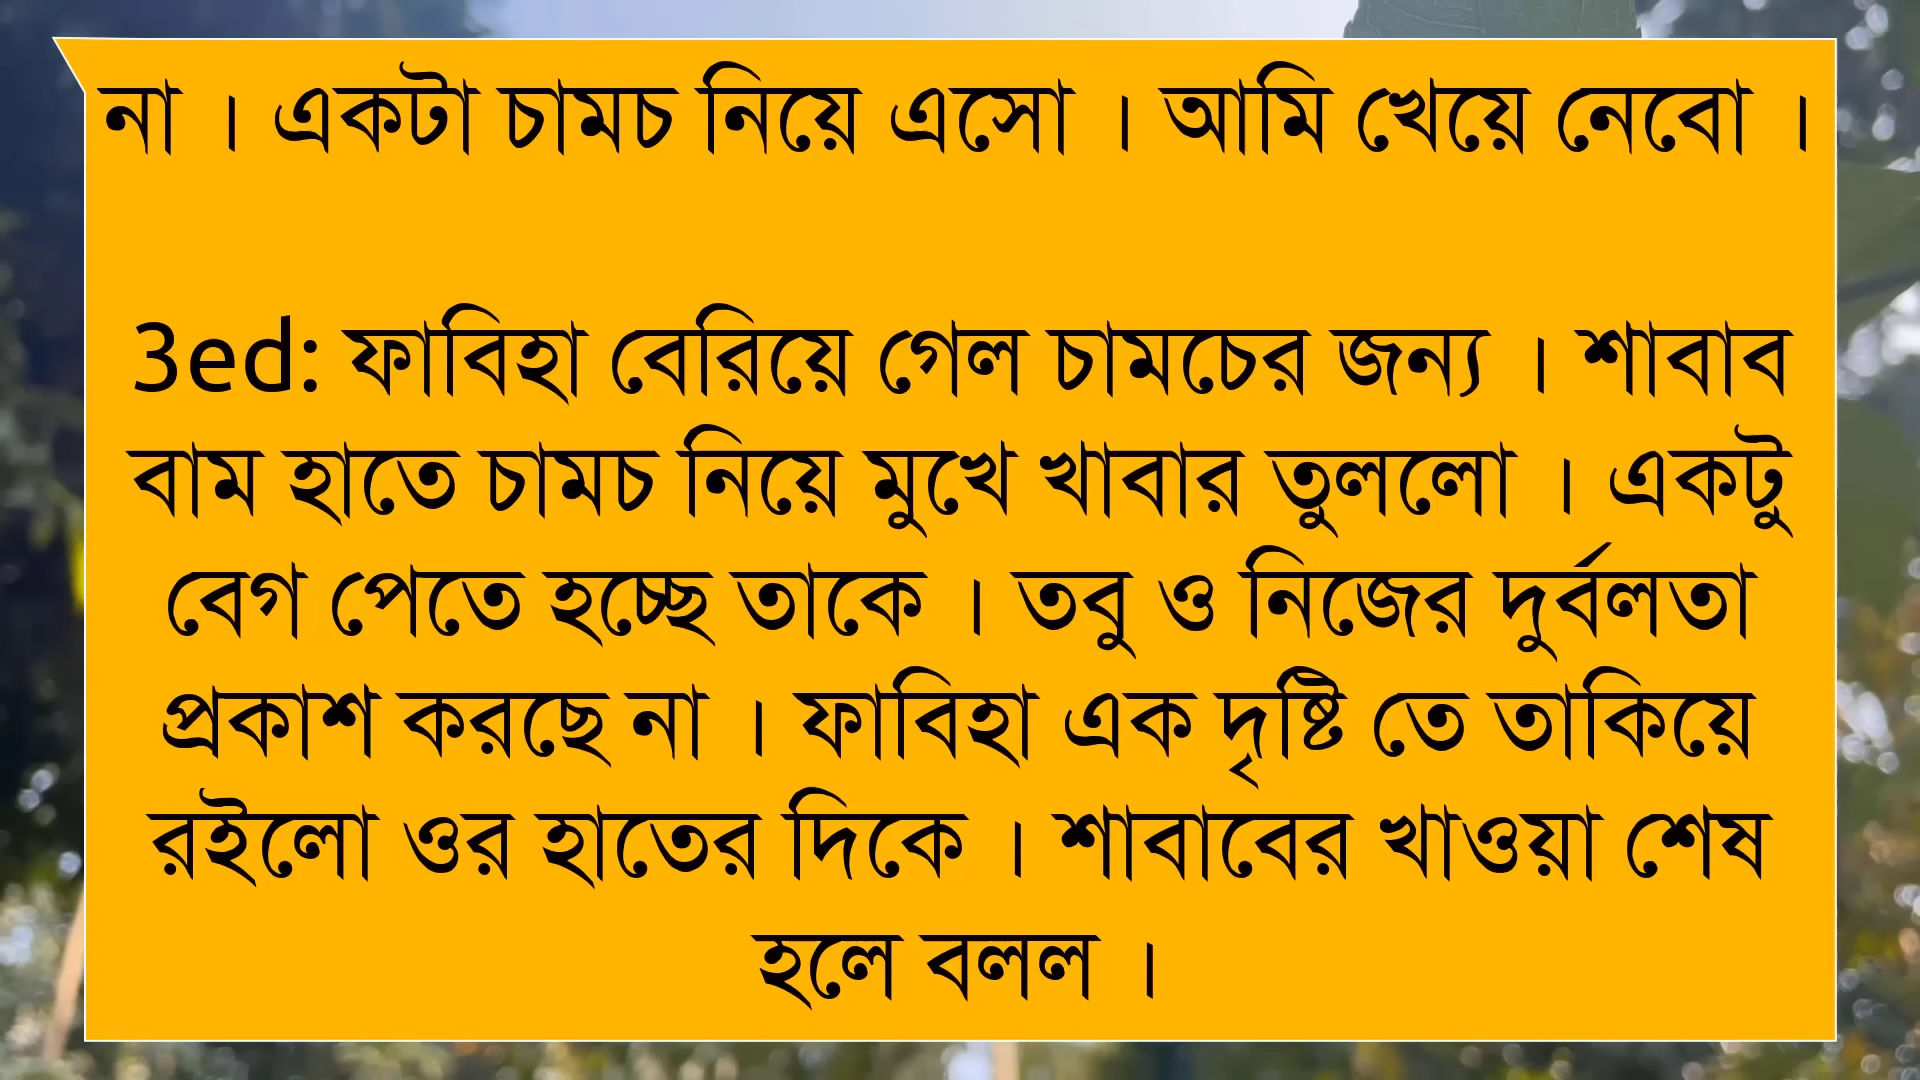 না । একটা চামচ নিয়ে এসো । আমি খেয়ে নেবো ।
3ed: ফাবিহা বেরিয়ে গেল চামচের জন্য । শাবাব
বাম হাতে চামচ নিয়ে মুখে খাবার তুললো । একটু
বেগ পেতে হচ্ছে তাকে । তবু ও নিজের দুর্বলতা
প্রকাশ করছে না । ফাবিহা এক দৃষ্টি তে তাকিয়ে
রইলো ওর হাতের দিকে । শাবাবের খাওয়া শেষ
হলে বলল ।